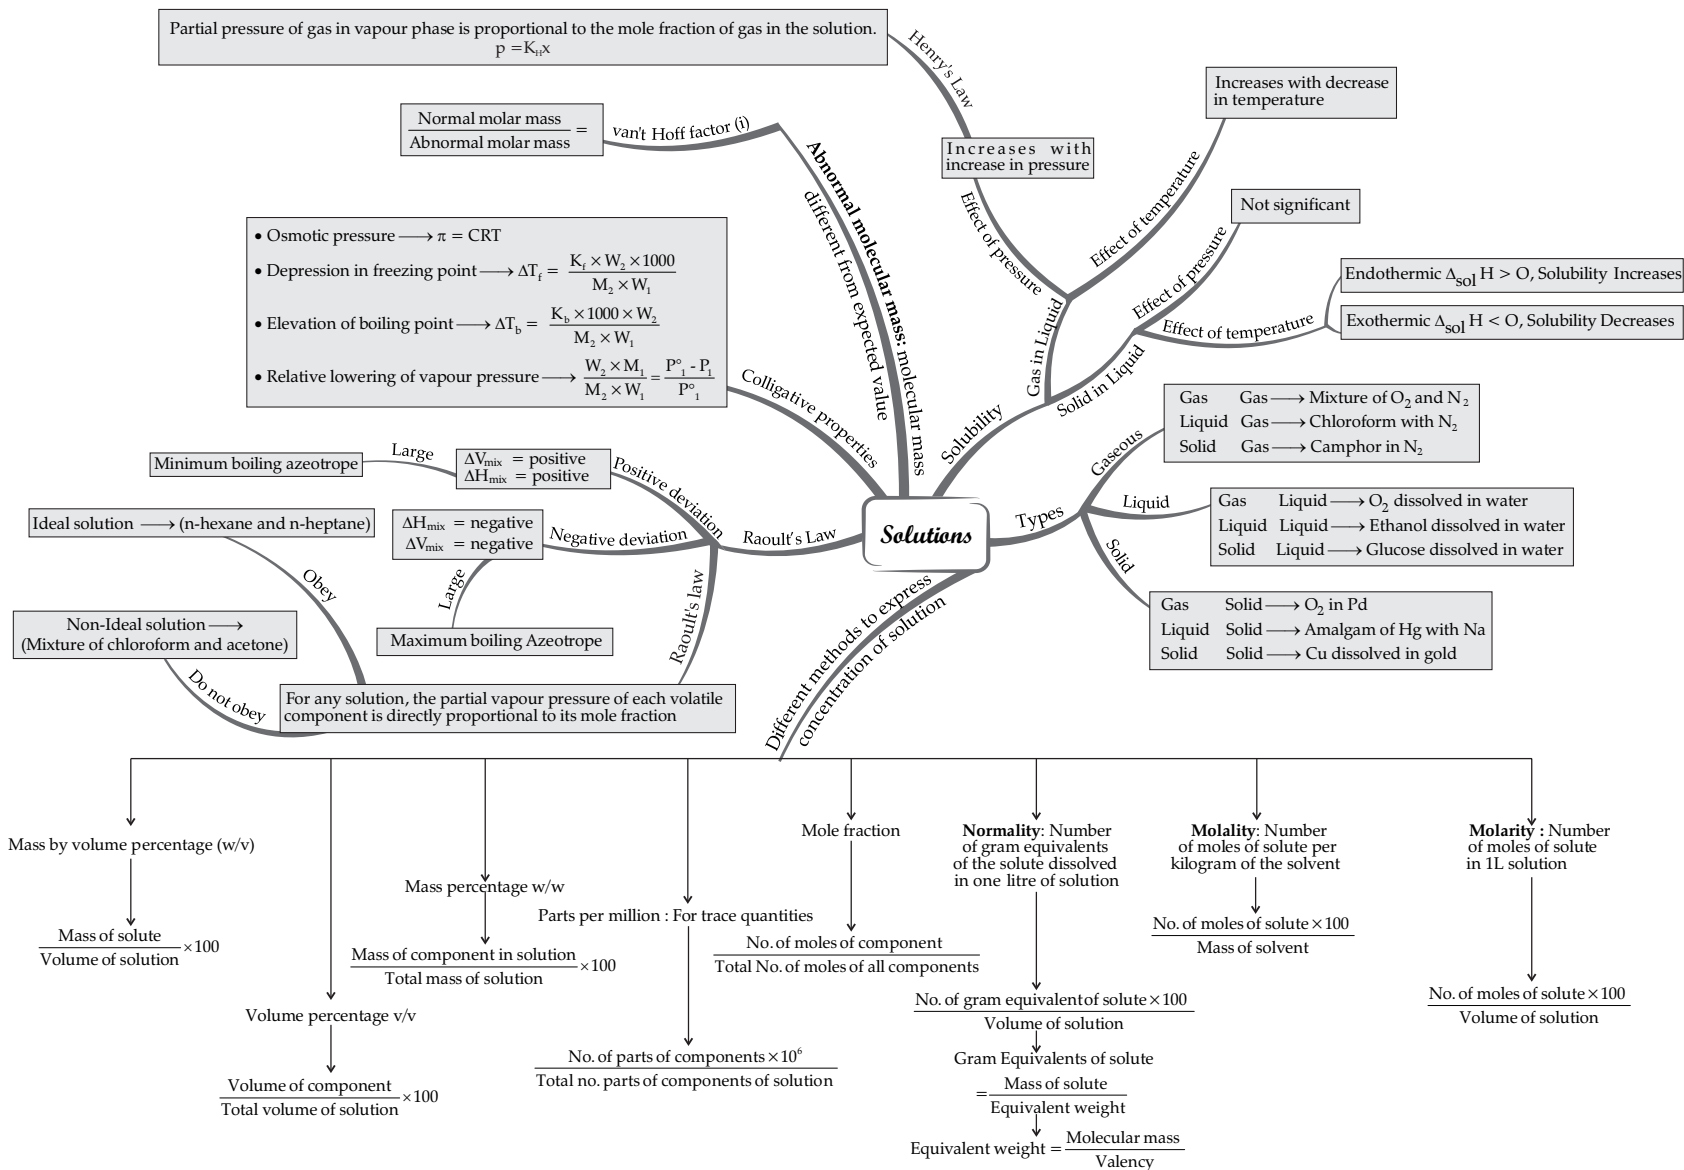 Partial pressure of gas in vapour phase is proportional to the mole fraction of gas in the solution.
p = K_H x
Henry's Law
Increases with
increase in pressure
Effect of pressure
Increases with decrease
in temperature
Effect of temperature
Gas in Liquid
Not significant
Effect of pressure
Effect of temperature
Endothermic Δ_sol H > O, Solubility Increases
Exothermic Δ_sol H < O, Solubility Decreases
Solid in Liquid
Solubility
Normal molar mass
Abnormal molar mass
=
van't Hoff factor (i)
Abnormal molecular mass: molecular mass
different from expected value
• Osmotic pressure ⟶ π = CRT
• Depression in freezing point ⟶ ΔT_f = K_f × W₂ × 1000
M₂ × W₁
• Elevation of boiling point ⟶ ΔT_b = K_b × 1000 × W₂
M₂ × W₁
• Relative lowering of vapour pressure ⟶ W₂ × M₁ = P°₁ - P₁
M₂ × W₁ P°₁
Colligative properties
Minimum boiling azeotrope
Large
ΔV_mix = positive
ΔH_mix = positive
Positive deviation
Ideal solution ⟶ (n-hexane and n-heptane)
ΔH_mix = negative
ΔV_mix = negative
Negative deviation
Raoult's Law
Large
Maximum boiling Azeotrope
Obey
Non-Ideal solution ⟶
(Mixture of chloroform and acetone)
Do not obey
Raoult's law
For any solution, the partial vapour pressure of each volatile
component is directly proportional to its mole fraction
Solutions
Types
Gaseous
Gas Gas ⟶ Mixture of O₂ and N₂
Liquid Gas ⟶ Chloroform with N₂
Solid Gas ⟶ Camphor in N₂
Liquid
Gas Liquid ⟶ O₂ dissolved in water
Liquid Liquid ⟶ Ethanol dissolved in water
Solid Liquid ⟶ Glucose dissolved in water
Solid
Gas Solid ⟶ O₂ in Pd
Liquid Solid ⟶ Amalgam of Hg with Na
Solid Solid ⟶ Cu dissolved in gold
Different methods to express
concentration of solution
Mass by volume percentage (w/v)
Mass of solute
Volume of solution
×100
Volume percentage v/v
Volume of component
Total volume of solution
×100
Mass percentage w/w
Mass of component in solution
Total mass of solution
×100
Parts per million : For trace quantities
No. of parts of components × 10⁶
Total no. parts of components of solution
Mole fraction
No. of moles of component
Total No. of moles of all components
Normality: Number
of gram equivalents
of the solute dissolved
in one litre of solution
No. of gram equivalent of solute × 100
Volume of solution
Gram Equivalents of solute
= Mass of solute
Equivalent weight
Equivalent weight = Molecular mass
Valency
Molality: Number
of moles of solute per
kilogram of the solvent
No. of moles of solute × 100
Mass of solvent
Molarity : Number
of moles of solute
in 1L solution
No. of moles of solute × 100
Volume of solution